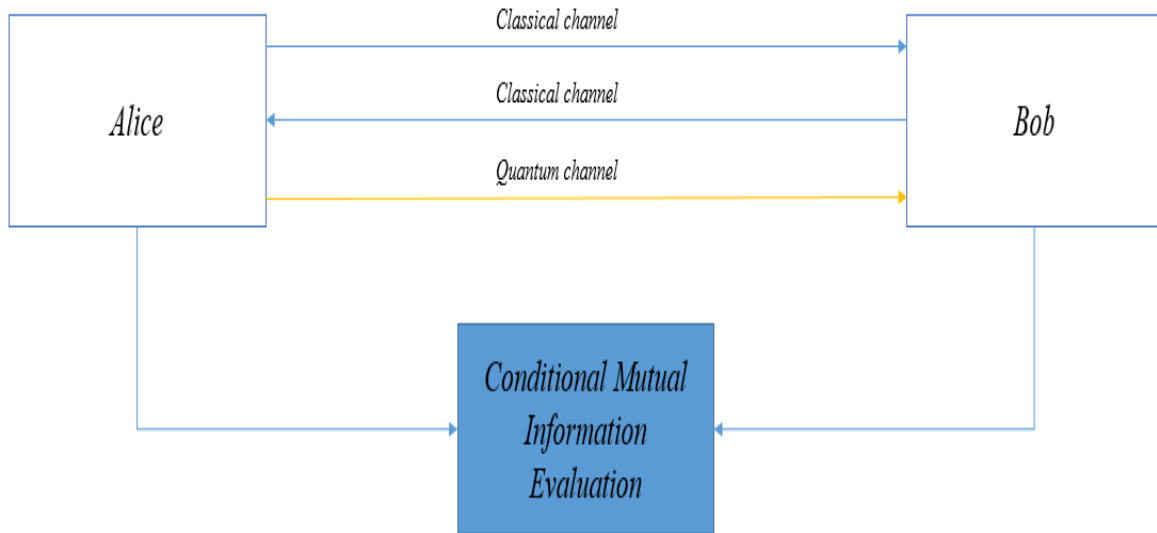 Classical channel
Classical channel
Alice
Bob
Quantum channel
Conditional Mutual
Information
Evaluation